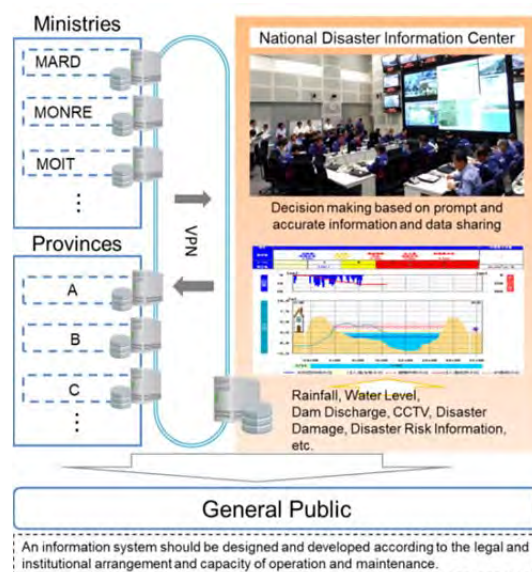 Ministries
MARD
MONRE
MOIT
⋮
Provinces
A
B
C
⋮
VPN
National Disaster Information Center
Decision making based on prompt and
accurate information and data sharing
Rainfall, Water Level,
Dam Discharge, CCTV, Disaster
Damage, Disaster Risk Information,
etc.
General Public
An information system should be designed and developed according to the legal and
institutional arrangement and capacity of operation and maintenance.